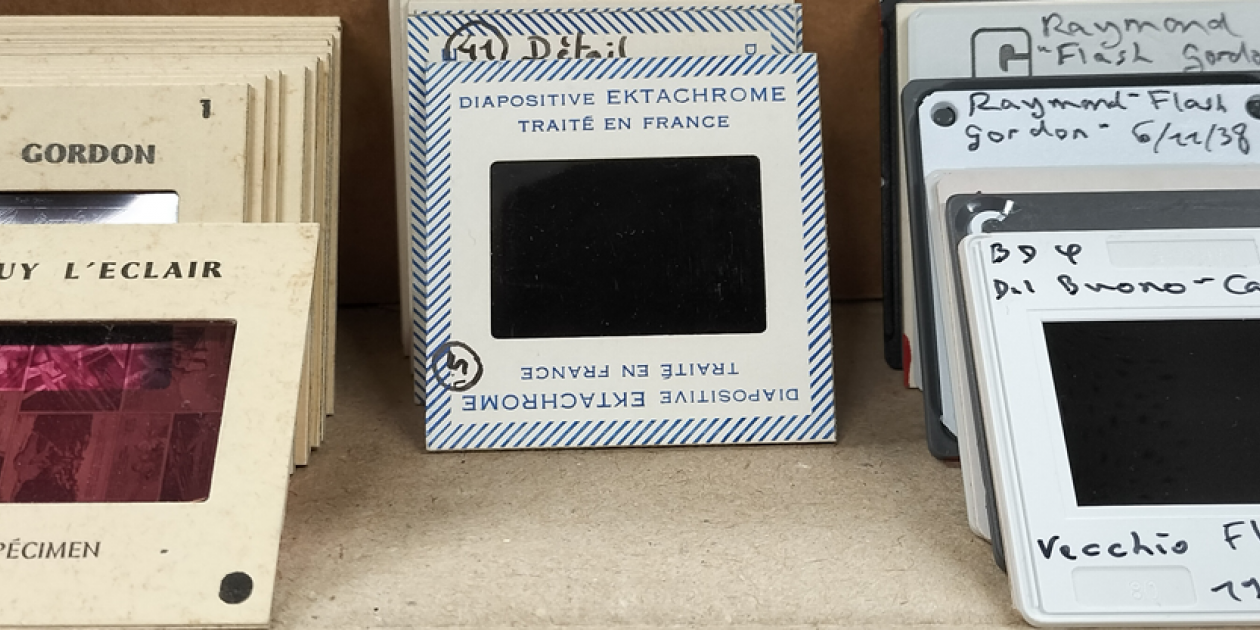 1
GORDON
UY L'ECLAIR
PÉCIMEN
41 Détail
D
DIAPOSITIVE EKTACHROME
TRAITÉ EN FRANCE
TRAITÉ EN FRANCE
DIAPOSITIVE EKTACHROME
Raymond
"Flash Gordo
Raymond-Flash
Gordon" 6/11/38
BD 4
Del Buono-Ca
Vecchio Fl